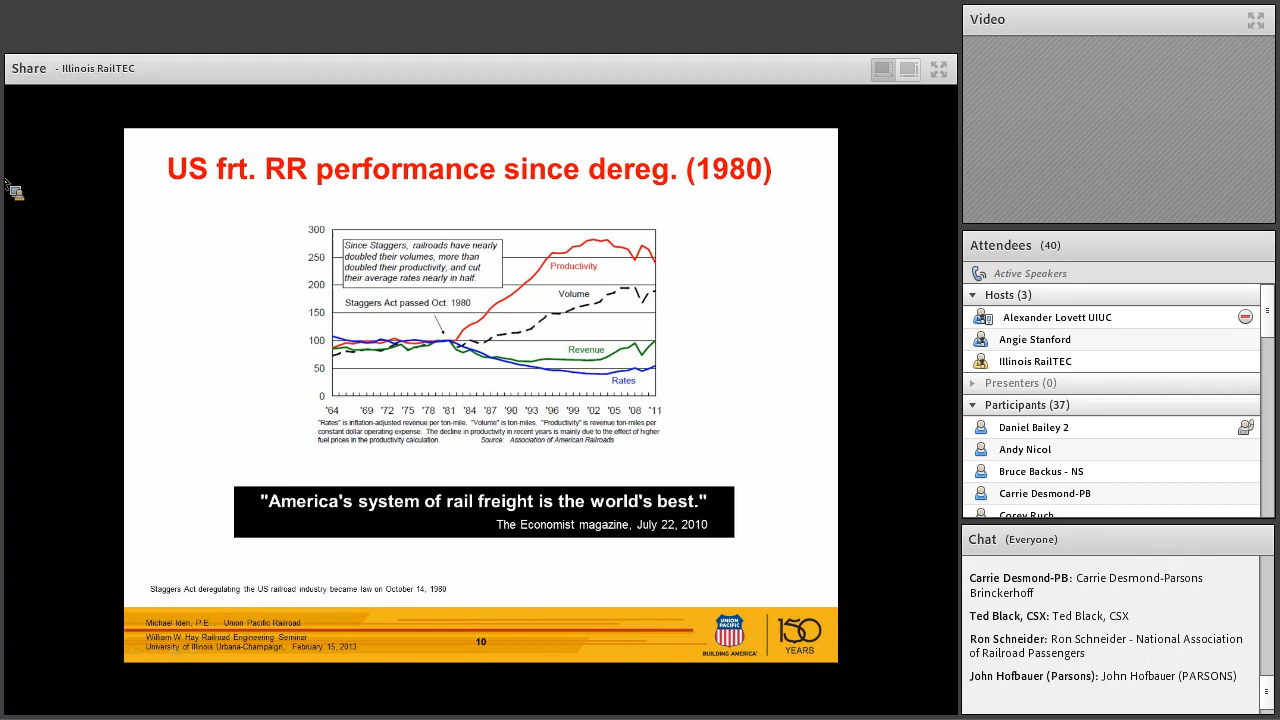 Share - Illinois RailTEC
US frt. RR performance since dereg. (1980)
300
250
200
150
100
50
0
Since Staggers, railroads have nearly
doubled their volumes, more than
doubled their productivity, and cut
their average rates nearly in half.
Staggers Act passed Oct. 1980
Productivity
Volume
Revenue
Rates
'64 '69 '72 '75 '78 '81 '84 '87 '90 '93 '96 '99 '02 '05 '08 '11
"Rates" is inflation-adjusted revenue per ton-mile. "Volume" is ton-miles. "Productivity" is revenue ton-miles per
constant dollar operating expense. The decline in productivity in recent years is mainly due to the effect of higher
fuel prices in the productivity calculation. Source: Association of American Railroads
"America's system of rail freight is the world's best."
The Economist magazine, July 22, 2010
Staggers Act deregulating the US railroad industry became law on October 14, 1980
Michael Iden, P.E., Union Pacific Railroad
William W. Hay Railroad Engineering Seminar
University of Illinois Urbana-Champaign, February 15, 2013
10
UNION
PACIFIC
BUILDING AMERICA
150
YEARS
Video
Attendees (40)
Active Speakers
Hosts (3)
Alexander Lovett UIUC
Angie Stanford
Illinois RailTEC
Presenters (0)
Participants (37)
Daniel Bailey 2
Andy Nicol
Bruce Backus - NS
Carrie Desmond-PB
Corey Ruch
Chat (Everyone)
Carrie Desmond-PB: Carrie Desmond-Parsons
Brinckerhoff
Ted Black, CSX: Ted Black, CSX
Ron Schneider: Ron Schneider - National Association
of Railroad Passengers
John Hofbauer (Parsons): John Hofbauer (PARSONS)